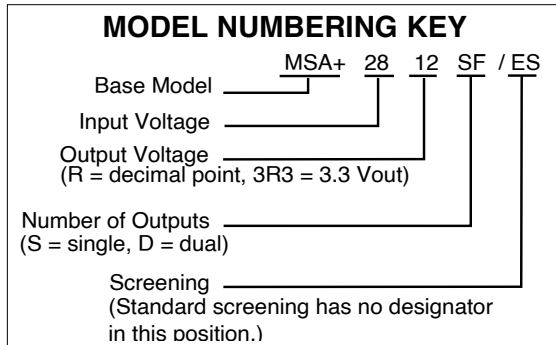 MODEL NUMBERING KEY
MSA+ 28 12 SF / ES
Base Model
Input Voltage
Output Voltage
(R = decimal point, 3R3 = 3.3 Vout)
Number of Outputs
(S = single, D = dual)
Screening
(Standard screening has no designator
in this position.)